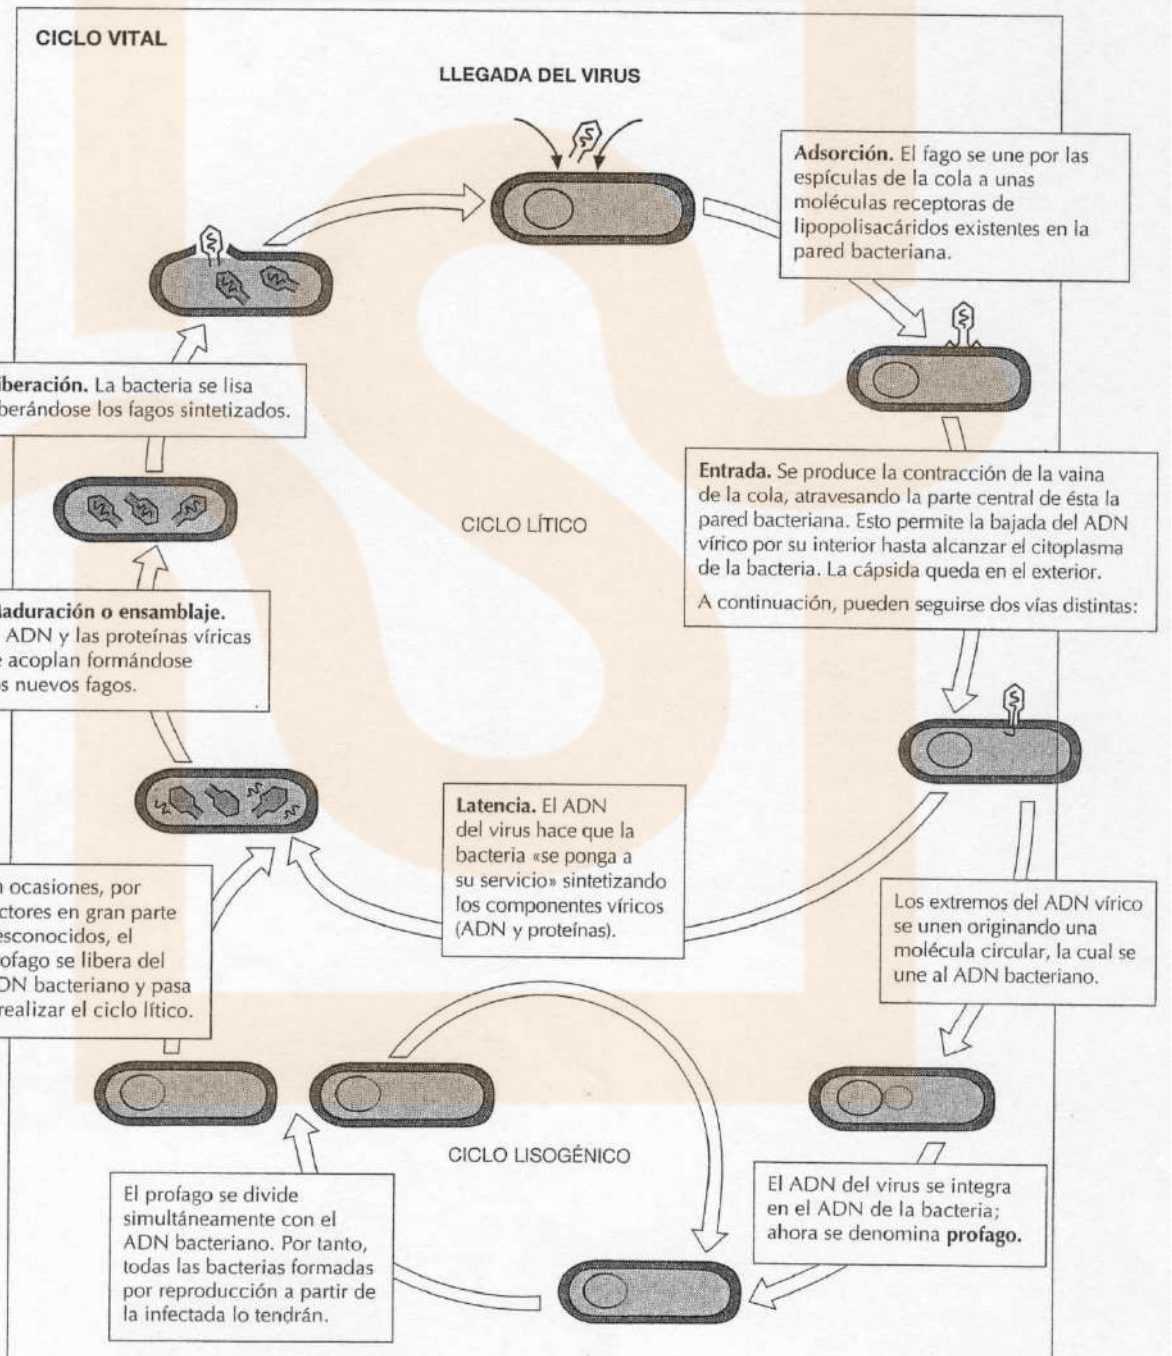 CICLO VITAL
LLEGADA DEL VIRUS
Adsorción. El fago se une por las
espículas de la cola a unas
moléculas receptoras de
lipopolisacáridos existentes en la
pared bacteriana.
Entrada. Se produce la contracción de la vaina
de la cola, atravesando la parte central de ésta la
pared bacteriana. Esto permite la bajada del ADN
vírico por su interior hasta alcanzar el citoplasma
de la bacteria. La cápsida queda en el exterior.
A continuación, pueden seguirse dos vías distintas:
iberación. La bacteria se lisa
berándose los fagos sintetizados.
CICLO LÍTICO
aduración o ensamblaje.
ADN y las proteínas víricas
e acoplan formándose
os nuevos fagos.
Latencia. El ADN
del virus hace que la
bacteria «se ponga a
su servicio» sintetizando
los componentes víricos
(ADN y proteínas).
Los extremos del ADN vírico
se unen originando una
molécula circular, la cual se
une al ADN bacteriano.
n ocasiones, por
ctores en gran parte
esconocidos, el
ofago se libera del
DN bacteriano y pasa
realizar el ciclo lítico.
CICLO LISOGÉNICO
El ADN del virus se integra
en el ADN de la bacteria;
ahora se denomina profago.
El profago se divide
simultáneamente con el
ADN bacteriano. Por tanto,
todas las bacterias formadas
por reproducción a partir de
la infectada lo tendrán.